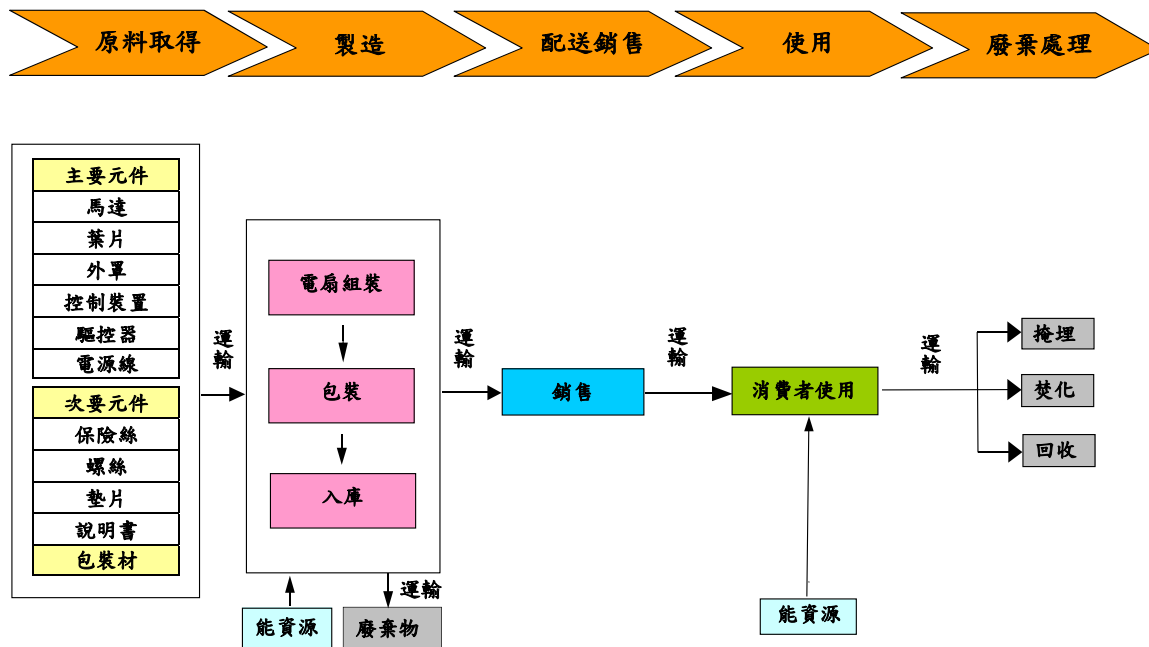 原料取得
製造
配送銷售
使用
廢棄處理
主要元件
馬達
葉片
外罩
控制裝置
驅控器
電源線
次要元件
保險絲
螺絲
墊片
說明書
包裝材
運輸
電扇組裝
包裝
入庫
能資源
運輸
廢棄物
運輸
銷售
運輸
消費者使用
能資源
運輸
掩埋
焚化
回收